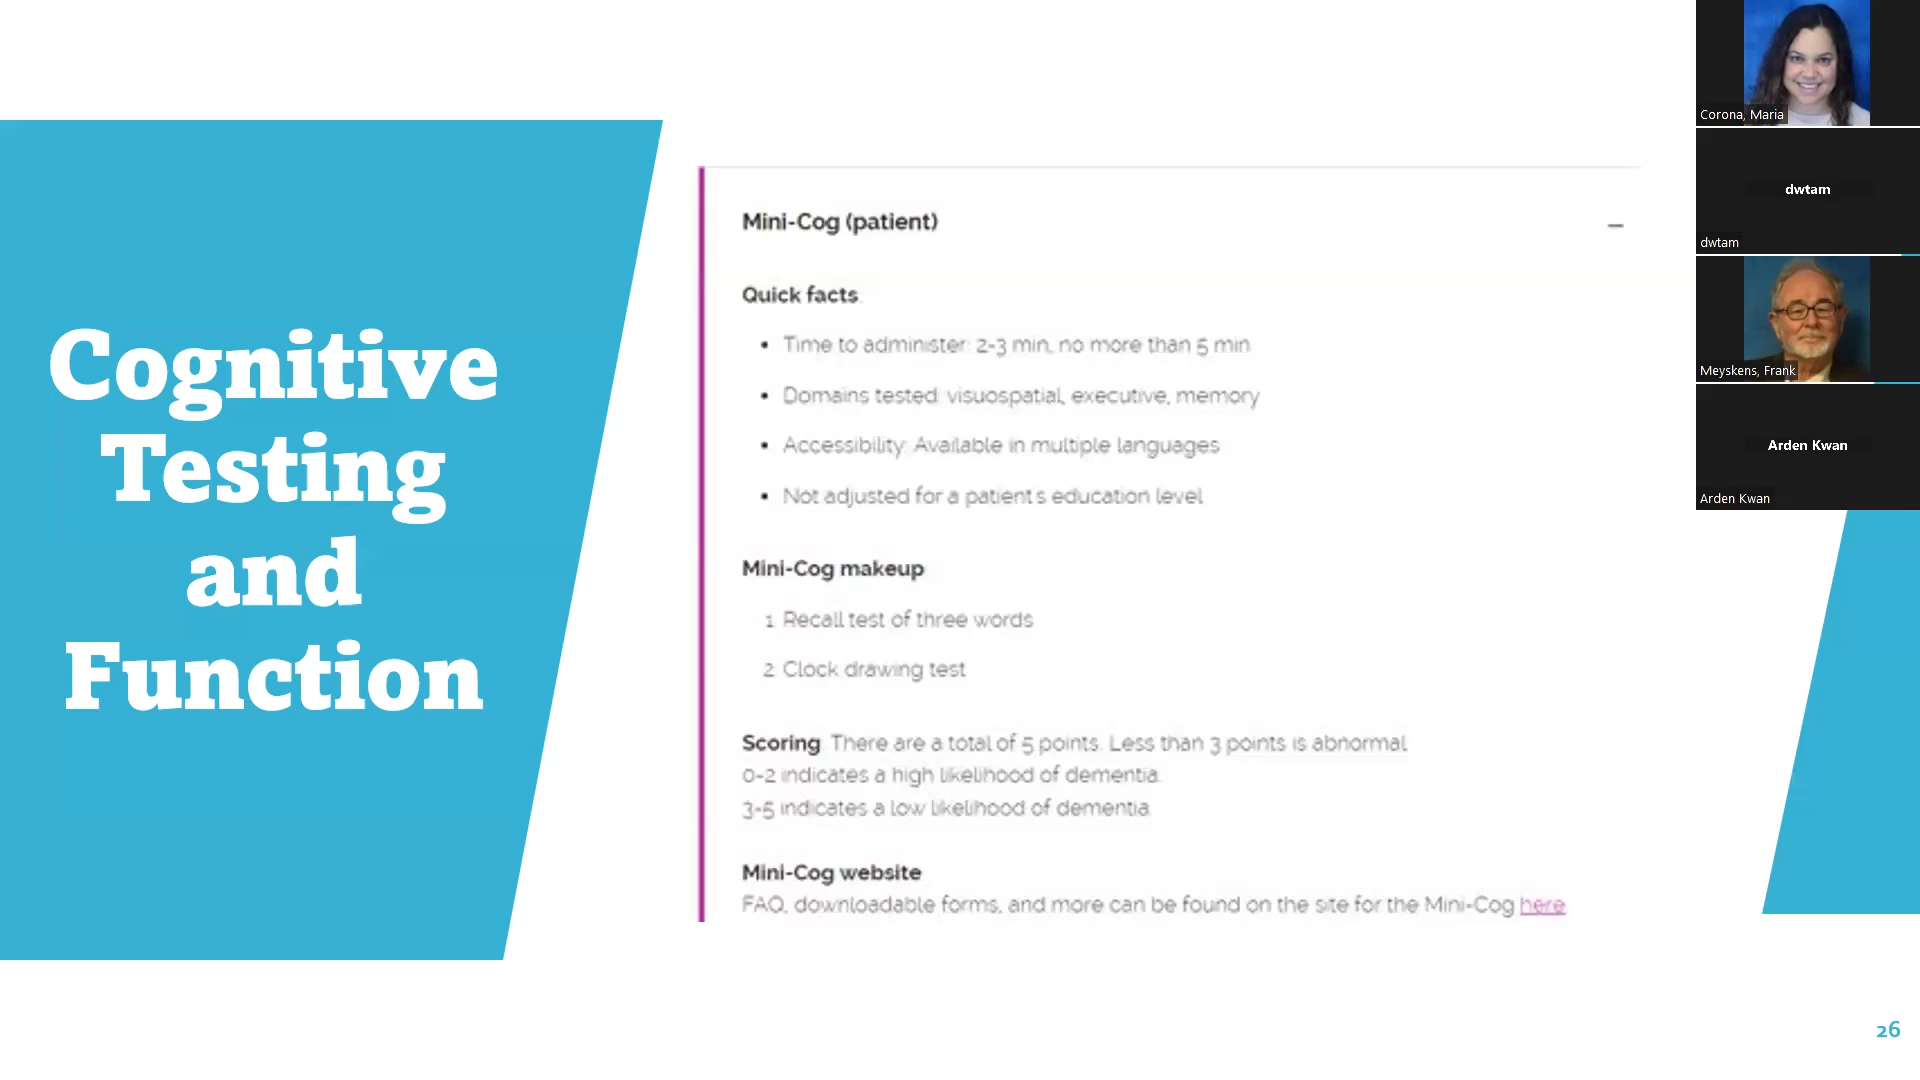 Cognitive
Testing
and
Function
Mini-Cog (patient)
Quick facts
• Time to administer: 2-3 min, no more than 5 min
• Domains tested: visuospatial, executive, memory
• Accessibility: Available in multiple languages
• Not adjusted for a patient's education level
Mini-Cog makeup
1. Recall test of three words
2. Clock drawing test
Scoring: There are a total of 5 points. Less than 3 points is abnormal.
0-2 indicates a high likelihood of dementia.
3-5 indicates a low likelihood of dementia.
Mini-Cog website
FAQ, downloadable forms, and more can be found on the site for the Mini-Cog here
Corona, Maria
dwtam
dwtam
Meyskens, Frank
Arden Kwan
Arden Kwan
26